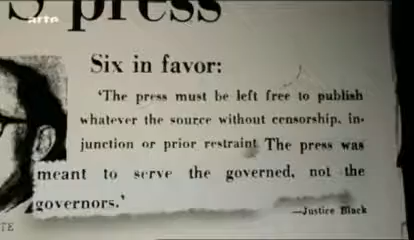 S press
arte
Six in favor:
'The press must be left free to publish
whatever the source without censorship, in-
junction or prior restraint The press was
meant to serve the governed, not the
governors.'
—Justice Black
TE